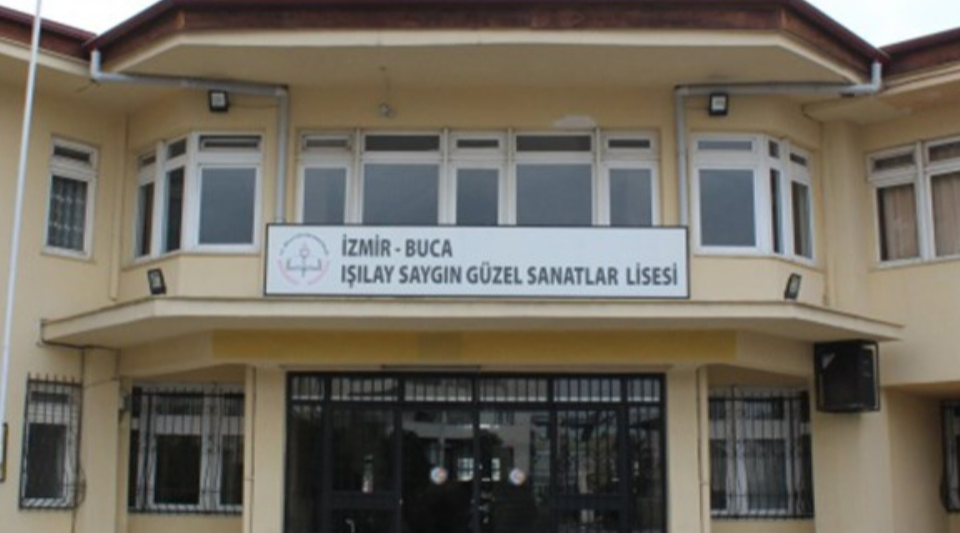 İZMİR - BUCA
IŞILAY SAYGIN GÜZEL SANATLAR LİSESİ